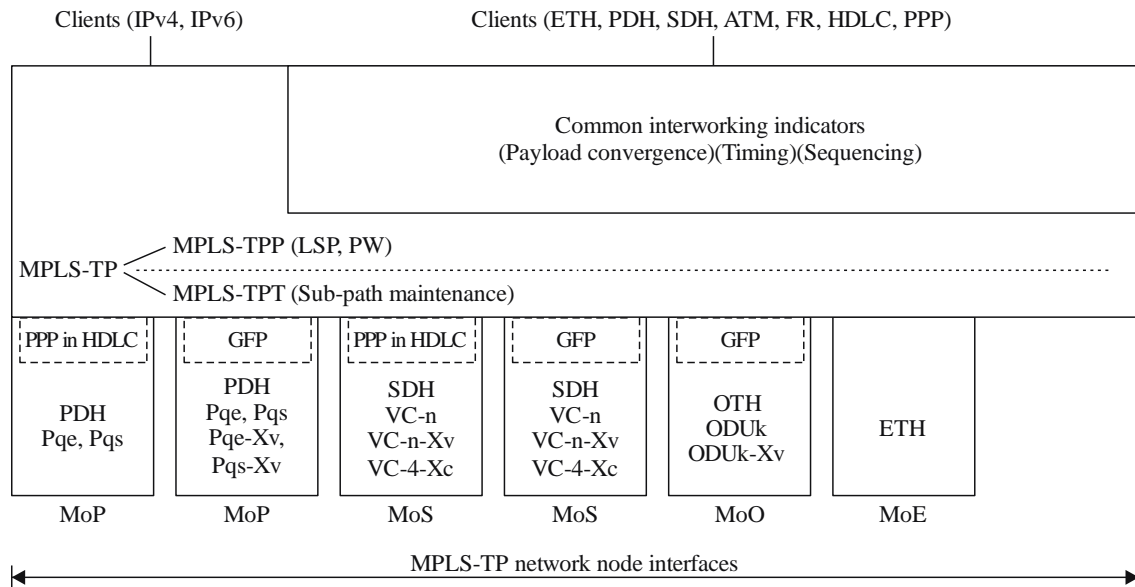 Clients (IPv4, IPv6)
Clients (ETH, PDH, SDH, ATM, FR, HDLC, PPP)
Common interworking indicators
(Payload convergence)(Timing)(Sequencing)
MPLS-TPP (LSP, PW)
MPLS-TP
MPLS-TPT (Sub-path maintenance)
PPP in HDLC
PDH
Pqe, Pqs
MoP
GFP
PDH
Pqe, Pqs
Pqe-Xv,
Pqs-Xv
MoP
PPP in HDLC
SDH
VC-n
VC-n-Xv
VC-4-Xc
MoS
GFP
SDH
VC-n
VC-n-Xv
VC-4-Xc
MoS
GFP
OTH
ODUk
ODUk-Xv
MoO
ETH
MoE
MPLS-TP network node interfaces